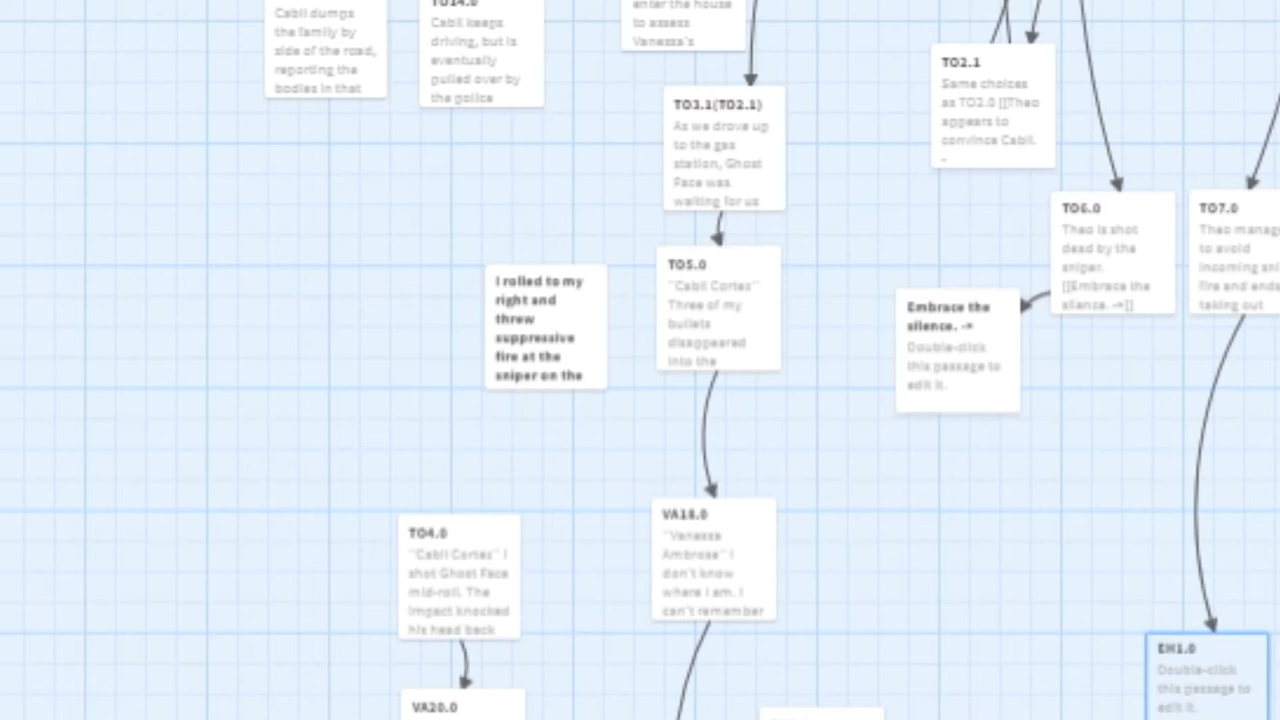 Cabil dumps
the family by
side of the road,
reporting the
bodies in that
TO14.0
Cabil keeps
driving, but is
eventually
pulled over by
the police
enter the house
to assess
Vanessa's
TO3.1(TO2.1)
As we drove up
to the gas
station, Ghost
Face was
waiting for us
TO2.1
Same choices
as TO2.0 [[Theo
appears to
convince Cabil.
-
TO6.0
Theo is shot
dead by the
sniper.
[[Embrace the
silence. ->]]
TO7.0
Theo manag
to avoid
incoming sni
fire and ends
taking out
I rolled to my
right and
threw
suppressive
fire at the
sniper on the
TO5.0
"Cabil Cortes"
Three of my
bullets
disappeared
into the
Embrace the
silence. ->
Double-click
this passage to
edit it.
TO4.0
"Cabil Cortes" I
shot Ghost Face
mid-roll. The
impact knocked
his head back
VA18.0
"Vanessa
Ambrose" I
don't know
where I am. I
can't remember
VA20.0
EH1.0
Double-click
this passage to
edit it.